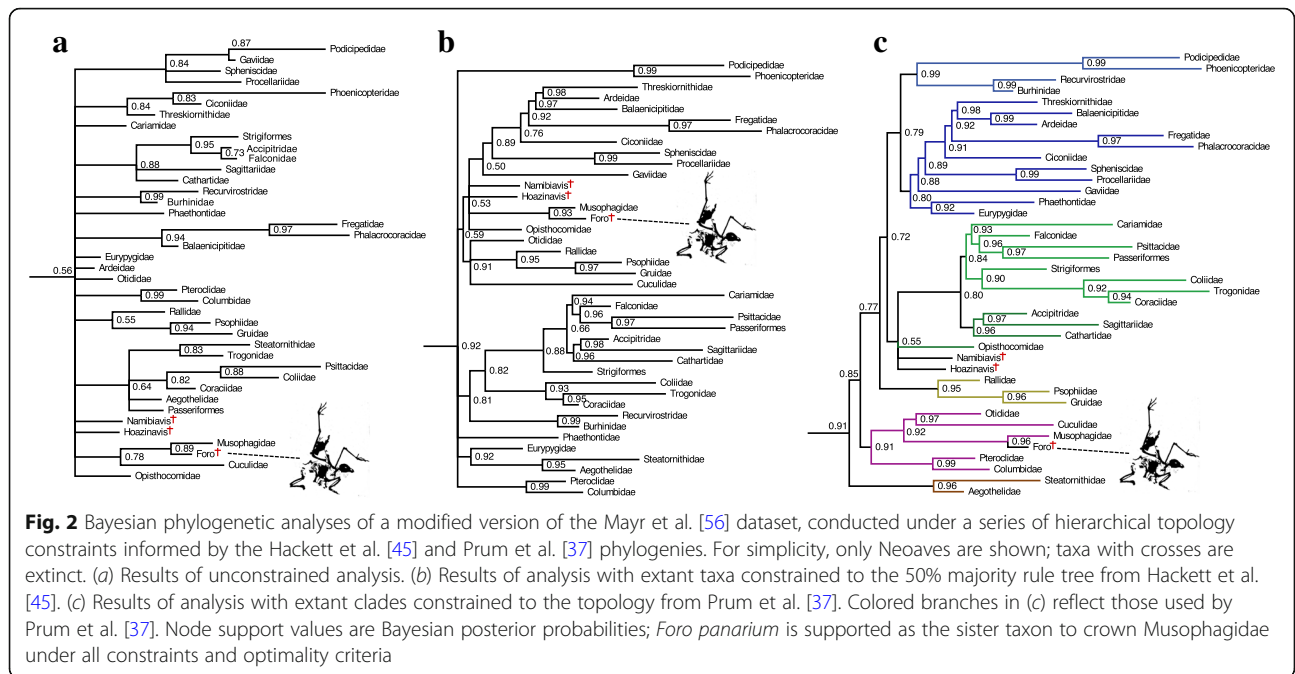 a
0.87
Podicipedidae
Gaviidae
0.84
Spheniscidae
Procellariidae
Phoenicopteridae
0.83
Ciconiidae
0.84
Threskiornithidae
Cariamidae
Strigiformes
0.95
Accipitridae
0.73
Falconidae
0.88
Sagittariidae
Cathartidae
Recurvirostridae
0.99
Burhinidae
Phaethontidae
Fregatidae
0.97
Phalacrocoracidae
0.94
Balaenicipitidae
Eurypygidae
Ardeidae
0.56
Otididae
Pteroclidae
0.99
Columbidae
Rallidae
0.55
Psophiidae
0.94
Gruidae
Steatornithidae
0.83
Trogonidae
Psittacidae
0.88
Coliidae
0.82
0.64
Coraciidae
Aegothelidae
Passeriformes
Namibiavis†
Hoazinavis†
Musophagidae
0.89
Foro†
0.78
Cuculidae
Opisthocomidae
b
Podicipedidae
0.99
Phoenicopteridae
Threskiornithidae
0.98
Ardeidae
0.97
Balaenicipitidae
0.92
Fregatidae
0.97
Phalacrocoracidae
0.76
Ciconiidae
0.89
Spheniscidae
0.99
Procellariidae
0.50
Gaviidae
Namibiavis†
Hoazinavis†
0.53
Musophagidae
0.93
Foro†
Opisthocomidae
0.59
Otididae
Rallidae
0.95
Psophiidae
0.91
0.97
Gruidae
Cuculidae
Cariamidae
0.94
Falconidae
0.96
Psittacidae
0.97
Passeriformes
0.66
Accipitridae
0.98
Sagittariidae
0.88
0.96
Cathartidae
Strigiformes
0.92
0.82
Coliidae
0.93
Trogonidae
0.95
Coraciidae
0.81
Recurvirostridae
0.99
Burhinidae
Phaethontidae
Eurypygidae
0.92
Steatornithidae
0.95
Aegothelidae
Pteroclidae
0.99
Columbidae
c
Podicipedidae
0.99
Phoenicopteridae
0.99
Recurvirostridae
0.99
Burhinidae
Threskiornithidae
0.98
Balaenicipitidae
0.99
Ardeidae
0.92
0.79
Fregatidae
0.97
Phalacrocoracidae
0.91
Ciconiidae
0.89
Spheniscidae
0.99
Procellariidae
0.88
Gaviidae
0.80
Phaethontidae
0.92
Eurypygidae
Cariamidae
0.93
Falconidae
0.72
0.96
Psittacidae
0.97
Passeriformes
0.84
Strigiformes
0.90
Coliidae
0.92
Trogonidae
0.94
Coraciidae
0.80
Accipitridae
0.97
Sagittariidae
0.96
Cathartidae
0.77
0.55
Opisthocomidae
Namibiavis†
Hoazinavis†
Rallidae
0.95
Psophiidae
0.96
Gruidae
0.85
Otididae
0.97
Cuculidae
0.92
Musophagidae
0.96
Foro†
0.91
0.91
Pteroclidae
0.99
Columbidae
Steatornithidae
0.96
Aegothelidae
Fig. 2 Bayesian phylogenetic analyses of a modified version of the Mayr et al. [56] dataset, conducted under a series of hierarchical topology
constraints informed by the Hackett et al. [45] and Prum et al. [37] phylogenies. For simplicity, only Neoaves are shown; taxa with crosses are
extinct. (a) Results of unconstrained analysis. (b) Results of analysis with extant taxa constrained to the 50% majority rule tree from Hackett et al.
[45]. (c) Results of analysis with extant clades constrained to the topology from Prum et al. [37]. Colored branches in (c) reflect those used by
Prum et al. [37]. Node support values are Bayesian posterior probabilities; Foro panarium is supported as the sister taxon to crown Musophagidae
under all constraints and optimality criteria